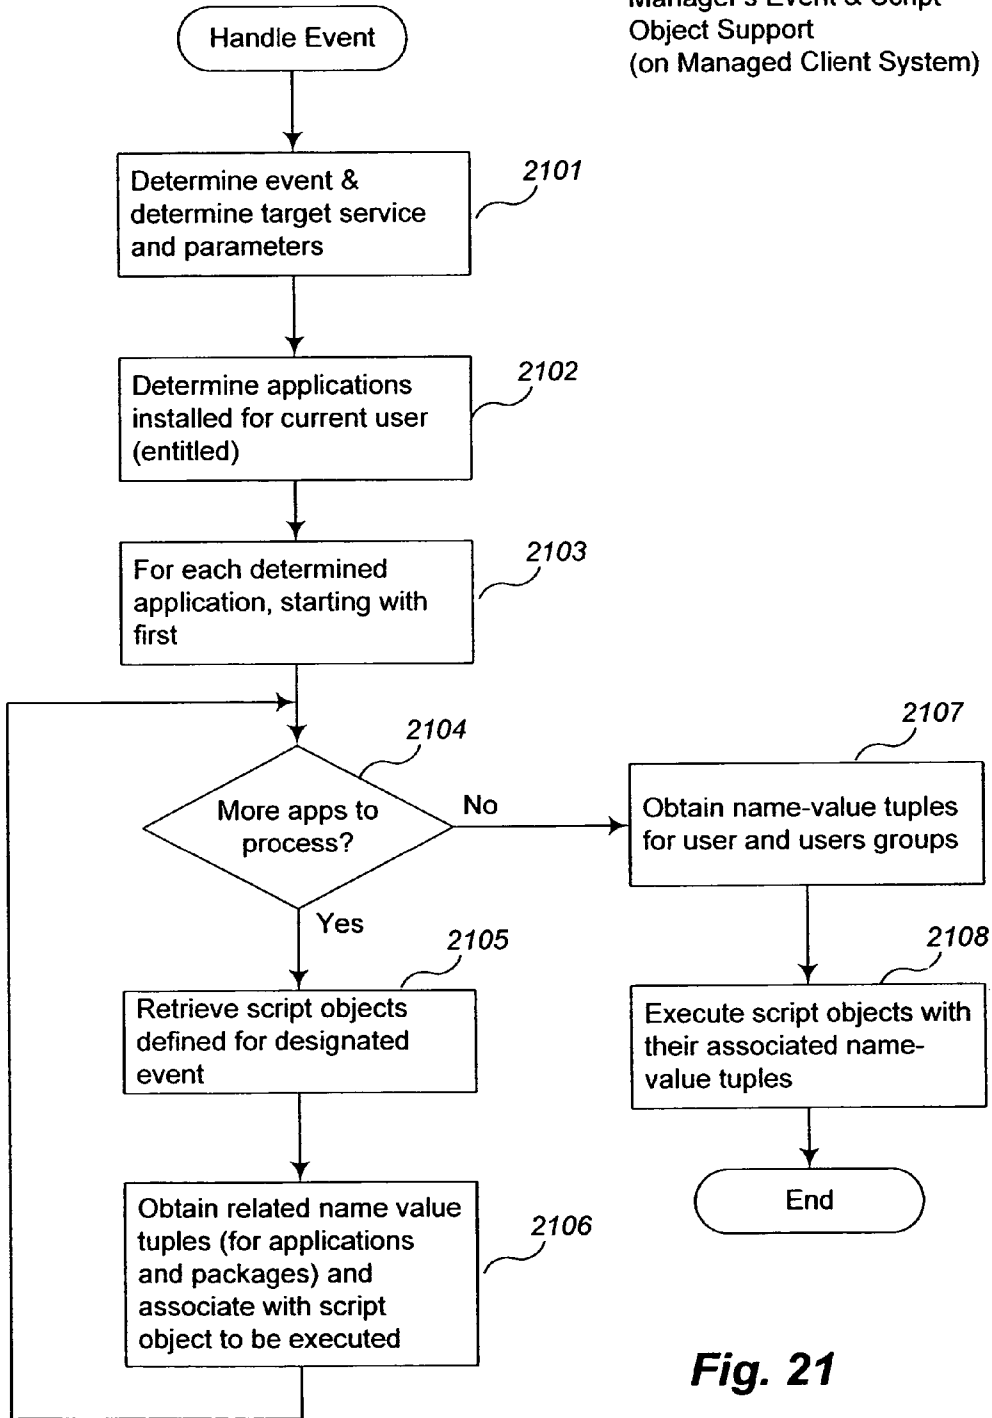 Manager's Event & Script
Object Support
(on Managed Client System)
Handle Event
2101
Determine event &
determine target service
and parameters
2102
Determine applications
installed for current user
(entitled)
2103
For each determined
application, starting with
first
2104
More apps to
process?
No
Yes
2105
Retrieve script objects
defined for designated
event
2106
Obtain related name value
tuples (for applications
and packages) and
associate with script
object to be executed
2107
Obtain name-value tuples
for user and users groups
2108
Execute script objects with
their associated name-
value tuples
End
Fig. 21